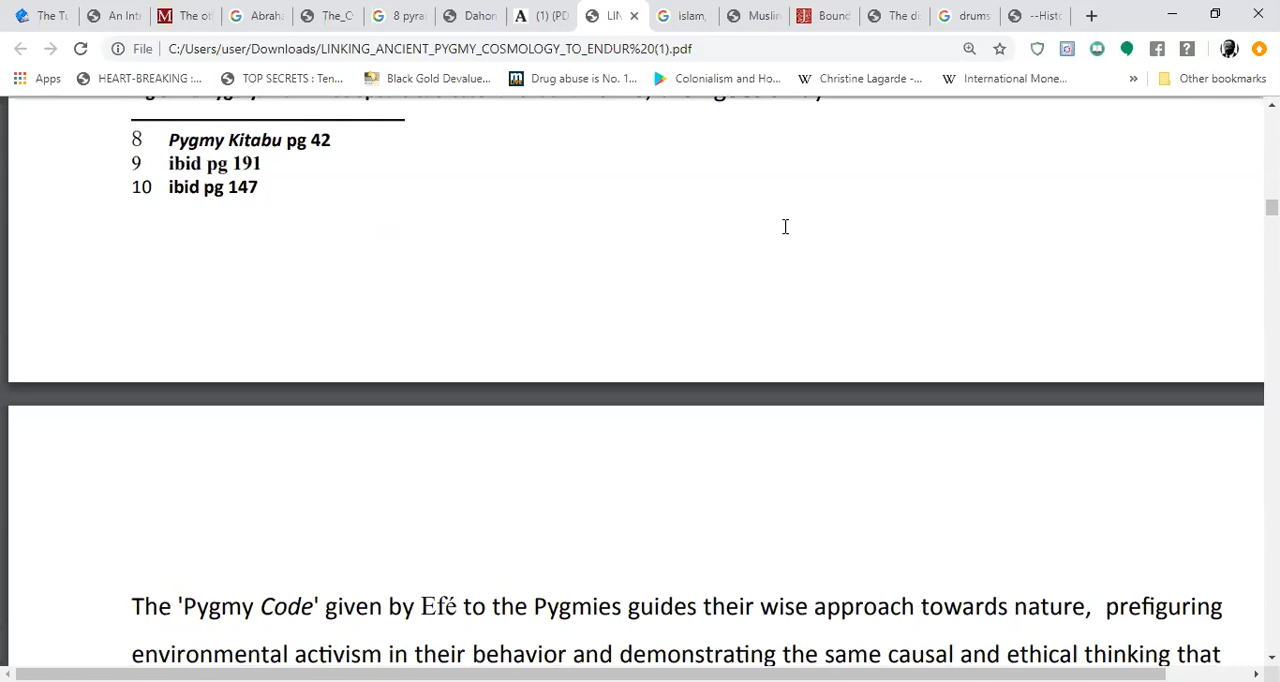 The Tu
An Intr
The oth
Abraha
The_C
8 pyra
Dahon
(1) (PD
LIN
islam,
Muslin
Bound
The di
drums
--Histo
File
C:/Users/user/Downloads/LINKING_ANCIENT_PYGMY_COSMOLOGY_TO_ENDUR%20(1).pdf
Apps
HEART-BREAKING :...
TOP SECRETS : Ten...
Black Gold Devalue...
Drug abuse is No. 1...
Colonialism and Ho...
Christine Lagarde -...
International Mone...
»
Other bookmarks
8 Pygmy Kitabu pg 42
9 ibid pg 191
10 ibid pg 147
The 'Pygmy Code' given by Efé to the Pygmies guides their wise approach towards nature, prefiguring
environmental activism in their behavior and demonstrating the same causal and ethical thinking that